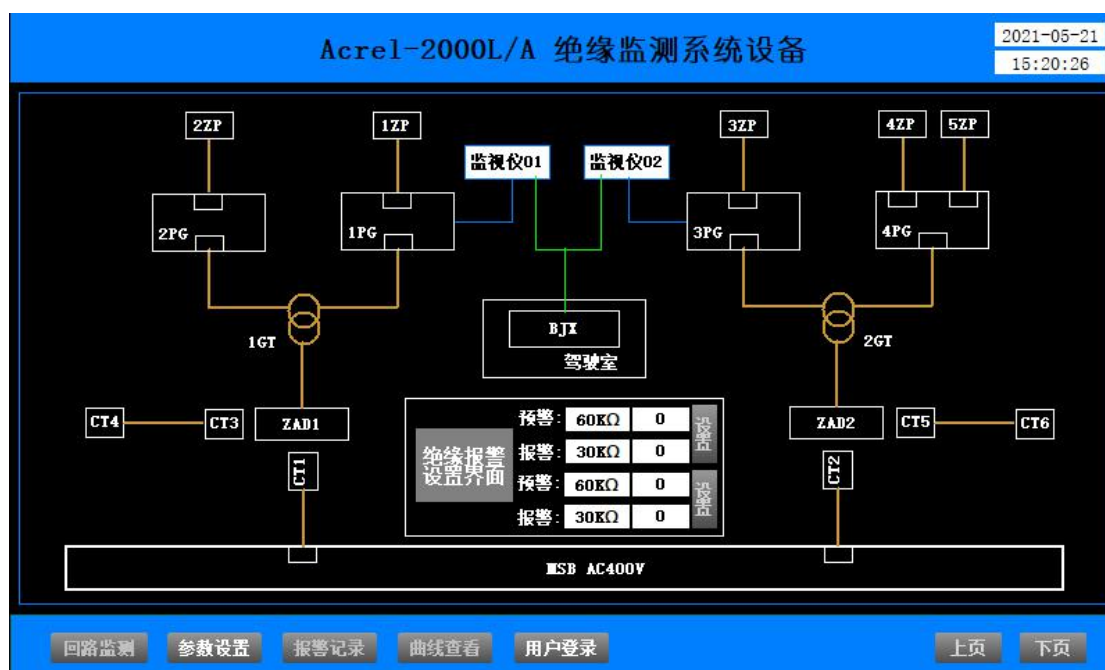 Acrel-2000L/A 绝缘监测系统设备
2021-05-21
15:20:26
2ZP
1ZP
3ZP
4ZP
5ZP
监视仪01
监视仪02
2PG
1PG
3PG
4PG
1GT
2GT
BJX
驾驶室
CT4
CT3
ZAD1
ZAD2
CT5
CT6
CT1
CT2
绝缘报警
设置界面
预警: 60KΩ 0
报警: 30KΩ 0
设置
预警: 60KΩ 0
报警: 30KΩ 0
设置
MSB AC400V
回路监测
参数设置
报警记录
曲线查看
用户登录
上页
下页